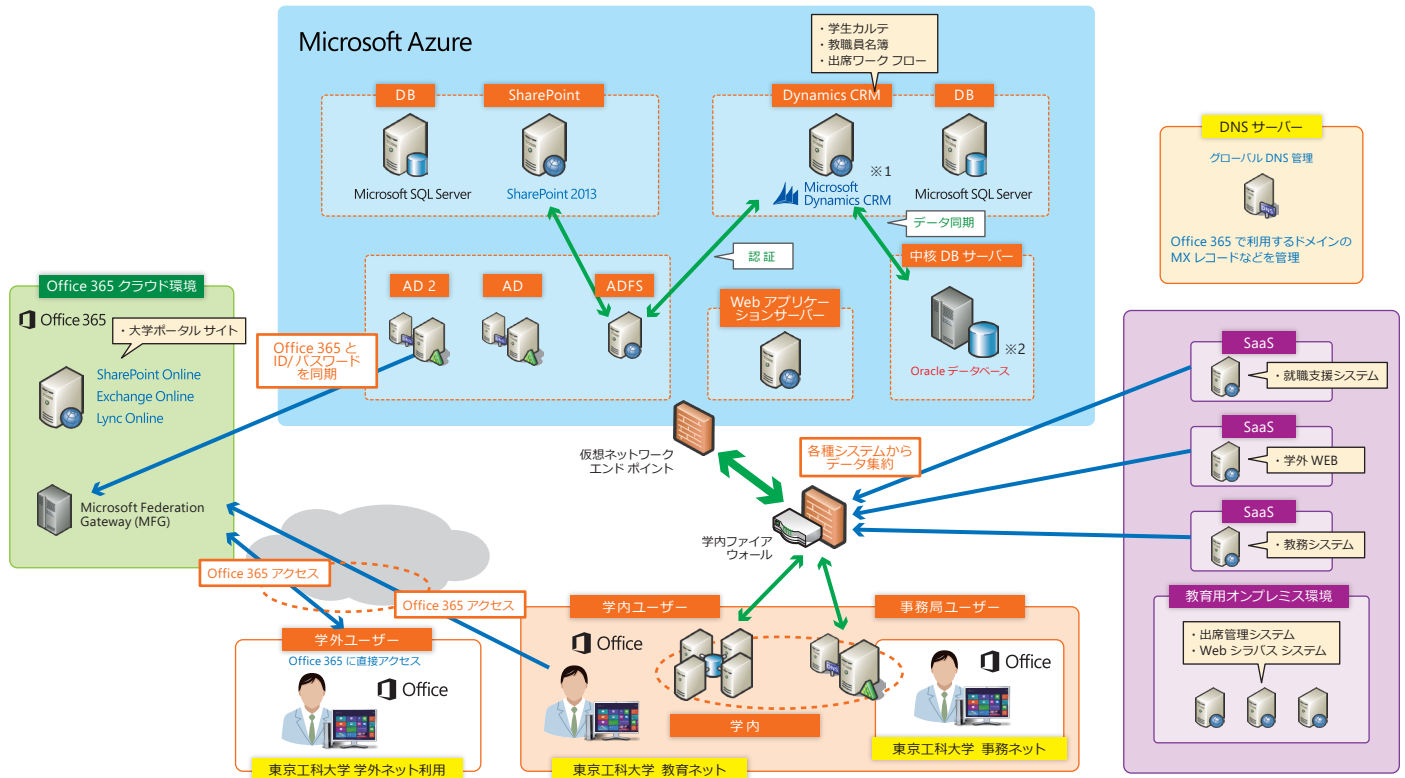 Microsoft Azure
・学生カルテ
・教職員名簿
・出席ワーク フロー
DB
SharePoint
Dynamics CRM
DB
Microsoft SQL Server
SharePoint 2013
※1
Microsoft
Dynamics CRM
Microsoft SQL Server
データ同期
認証
AD 2
AD
ADFS
Web アプリケー
ションサーバー
中核 DB サーバー
※2
Oracle データベース
DNS サーバー
グローバル DNS 管理
DNS
Office 365 で利用するドメインの
MX レコードなどを管理
Office 365 クラウド環境
Office 365
・大学ポータル サイト
SharePoint Online
Exchange Online
Lync Online
Microsoft Federation
Gateway (MFG)
Office 365 と
ID/パスワード
を同期
仮想ネットワーク
エンド ポイント
各種システムから
データ集約
学内ファイア
ウォール
SaaS
・就職支援システム
SaaS
・学外 WEB
SaaS
・教務システム
教育用オンプレミス環境
・出席管理システム
・Web シラバス システム
Office 365 アクセス
Office 365 アクセス
学外ユーザー
Office 365 に直接アクセス
Office
東京工科大学 学外ネット利用
学内ユーザー
Office
事務局ユーザー
DNS
Office
学内
東京工科大学 教育ネット
東京工科大学 事務ネット